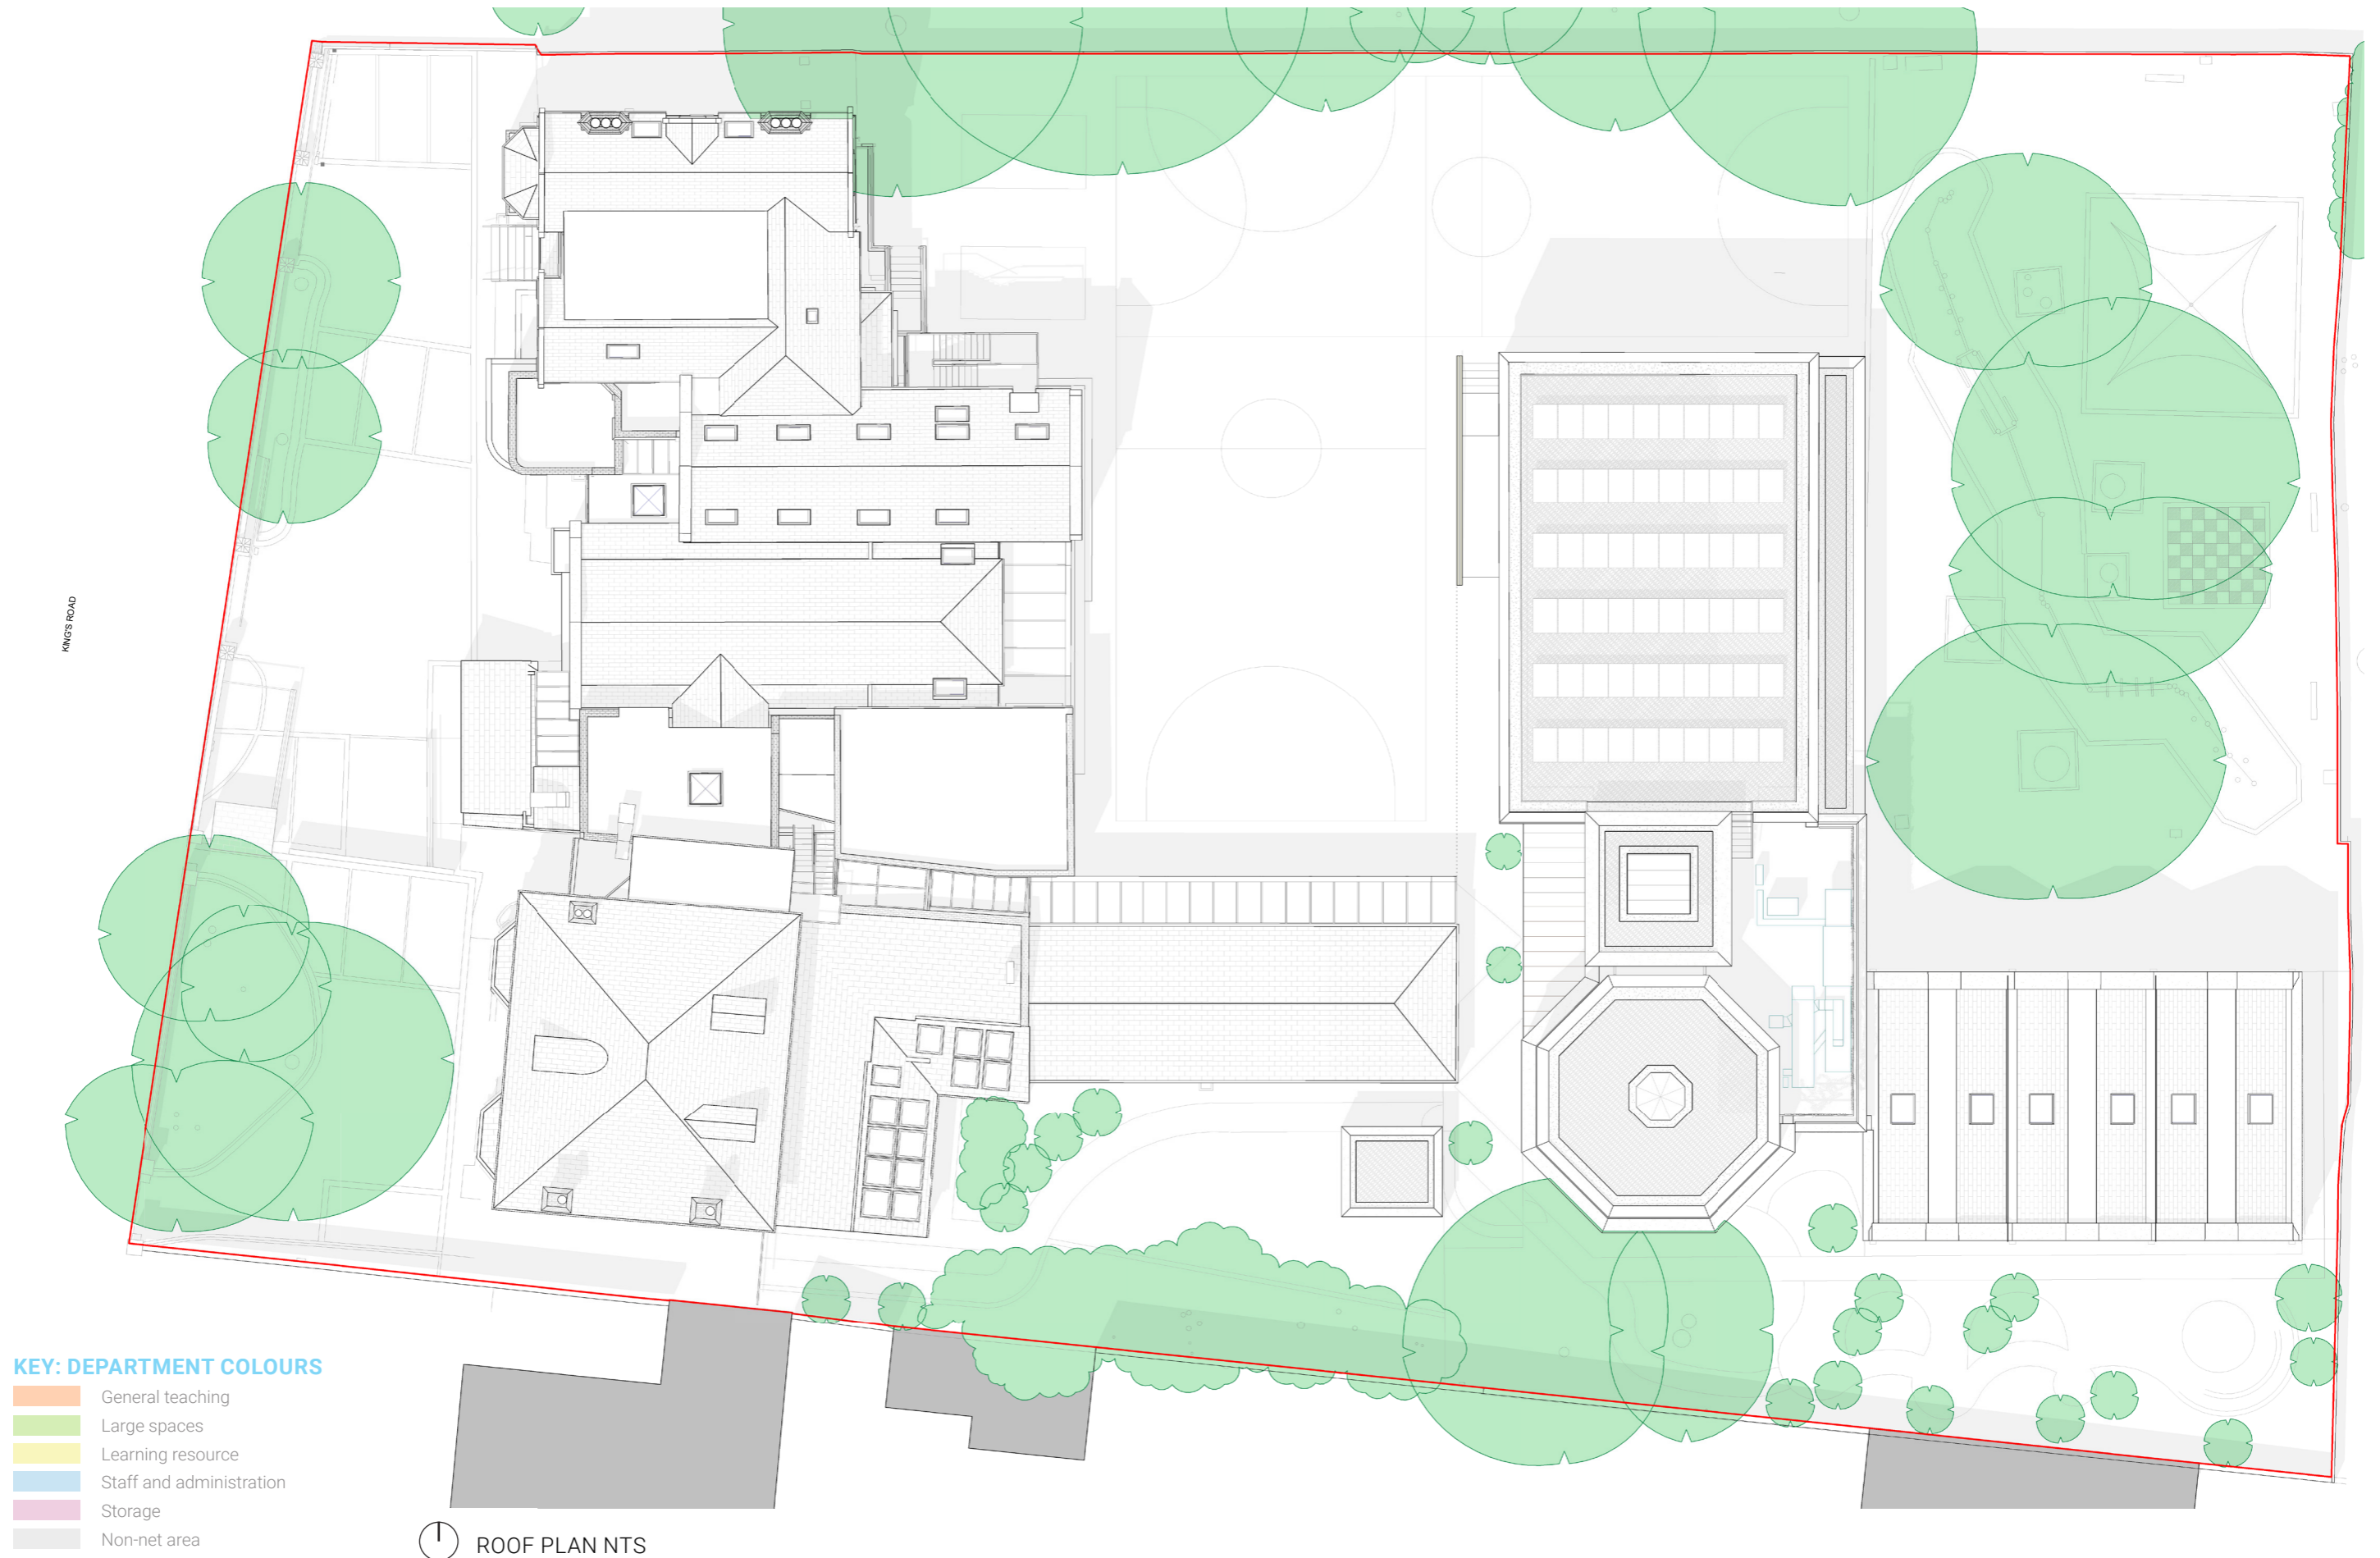 KING'S ROAD
KEY: DEPARTMENT COLOURS
General teaching
Large spaces
Learning resource
Staff and administration
Storage
Non-net area
ROOF PLAN NTS